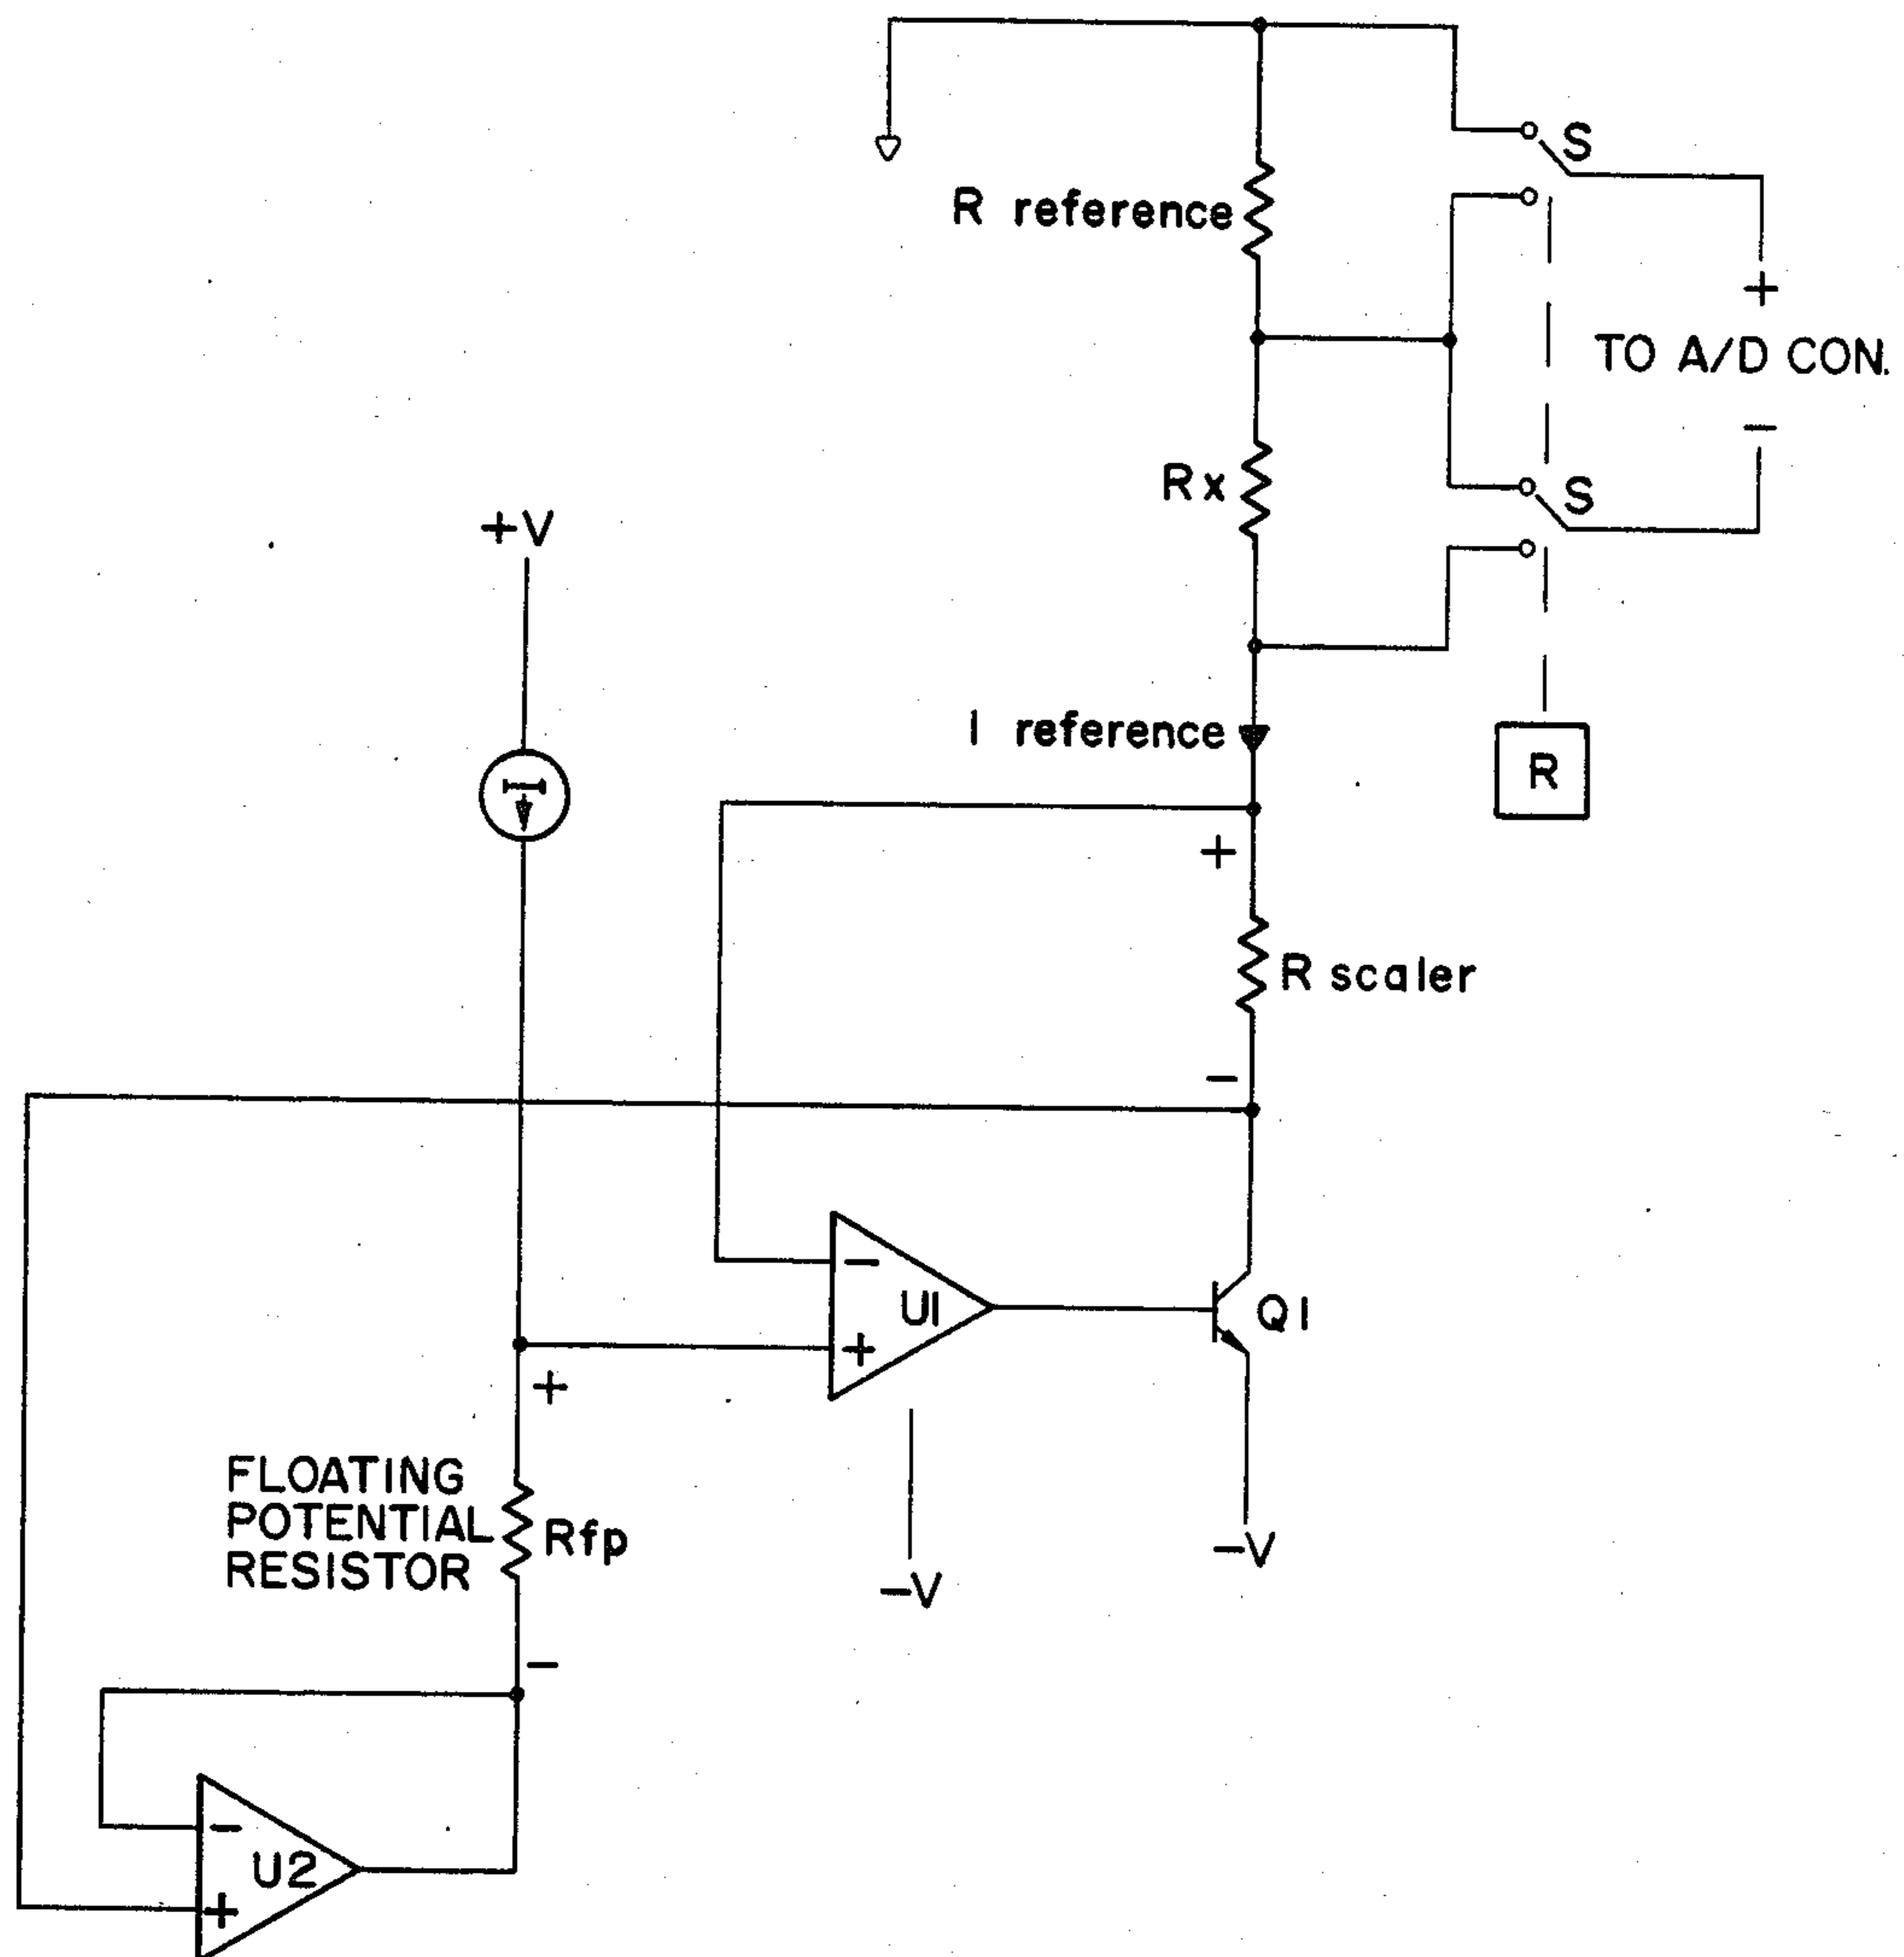 S
R reference
+
TO A/D CON.
−
Rx
S
+V
I reference
R
I
+
R scaler
−
−
U1
+
Q1
+
FLOATING
POTENTIAL
RESISTOR
Rfp
−V
−V
−
−
U2
+